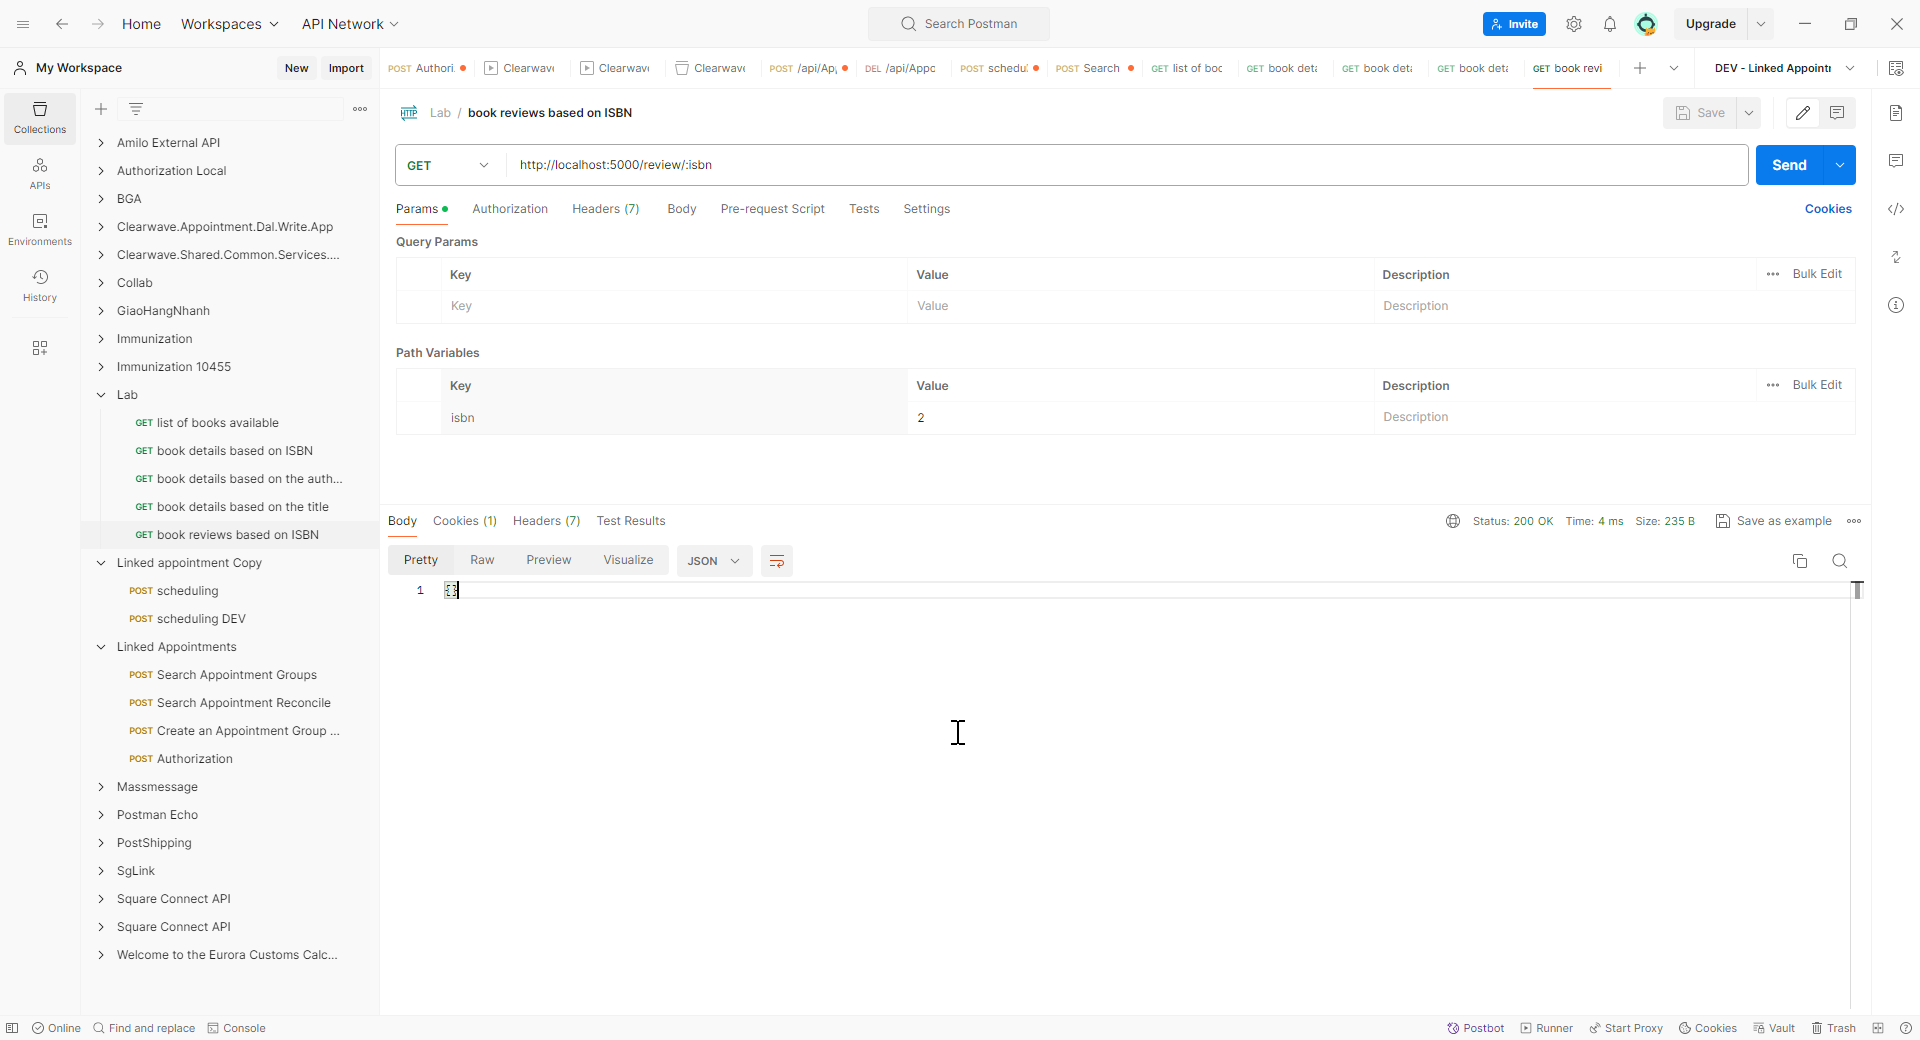 Home Workspaces API Network Search Postman Invite Upgrade
My Workspace New Import POST Authori. Clearwave Clearwave Clearwave POST /api/Ap DEL /api/Appo POST schedul POST Search GET list of boo GET book deta GET book deta GET book deta GET book revi DEV - Linked Appoint
Collections
APIs
Environments
History
Amilo External API
Authorization Local
BGA
Clearwave.Appointment.Dal.Write.App
Clearwave.Shared.Common.Services....
Collab
GiaoHangNhanh
Immunization
Immunization 10455
Lab
GET list of books available
GET book details based on ISBN
GET book details based on the auth...
GET book details based on the title
GET book reviews based on ISBN
Linked appointment Copy
POST scheduling
POST scheduling DEV
Linked Appointments
POST Search Appointment Groups
POST Search Appointment Reconcile
POST Create an Appointment Group ...
POST Authorization
Massmessage
Postman Echo
PostShipping
SgLink
Square Connect API
Square Connect API
Welcome to the Eurora Customs Calc...
HTTP Lab / book reviews based on ISBN Save
GET http://localhost:5000/review/:isbn Send
Params Authorization Headers (7) Body Pre-request Script Tests Settings Cookies
Query Params
Key Value Description Bulk Edit
Key Value Description
Path Variables
Key Value Description Bulk Edit
isbn 2 Description
Body Cookies (1) Headers (7) Test Results Status: 200 OK Time: 4 ms Size: 235 B Save as example
Pretty Raw Preview Visualize JSON
1 {}
Online Find and replace Console Postbot Runner Start Proxy Cookies Vault Trash